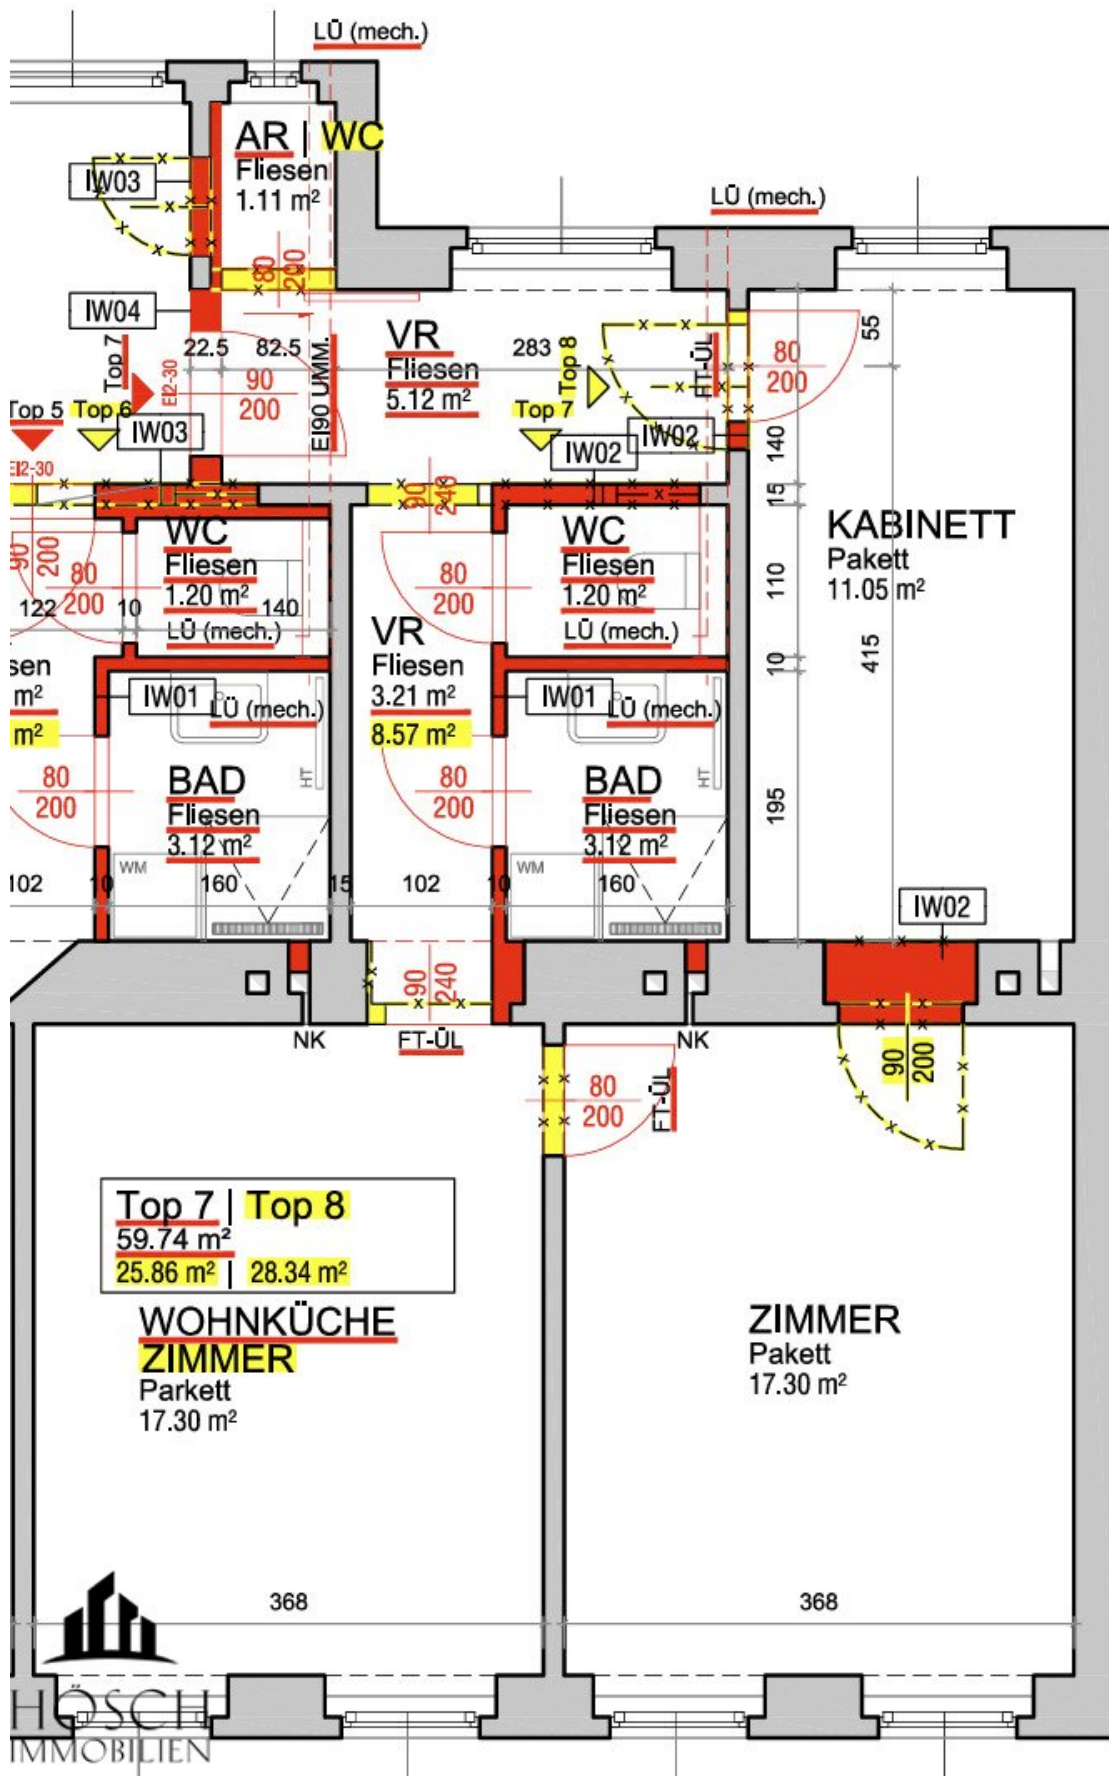 LÜ (mech.)
AR | WC
Fliesen
1.11 m²
IW03
LÜ (mech.)
80
200
IW04
Top 7
EI2-30
22.5
82.5
90
200
EI90 UMM.
VR
Fliesen
5.12 m²
283
Top 8
Top 7
FT-ÜL
80
200
55
Top 5
Top 6
EI2-30
IW03
IW02
IW02
140
90
240
15
KABINETT
Pakett
11.05 m²
90
200
WC
Fliesen
1.20 m²
80
200
LÜ (mech.)
122
10
140
VR
Fliesen
3.21 m²
8.57 m²
80
200
WC
Fliesen
1.20 m²
LÜ (mech.)
110
10
415
sen
m²
m²
IW01
LÜ (mech.)
IW01
LÜ (mech.)
80
200
BAD
Fliesen
3.12 m²
HT
80
200
BAD
Fliesen
3.12 m²
HT
195
WM
WM
102
10
160
15
102
10
160
IW02
90
240
NK
FT-ÜL
NK
90
200
80
200
FT-ÜL
Top 7 | Top 8
59.74 m²
25.86 m² | 28.34 m²
WOHNKÜCHE
ZIMMER
Parkett
17.30 m²
ZIMMER
Pakett
17.30 m²
368
368
HÖSCH
IMMOBILIEN